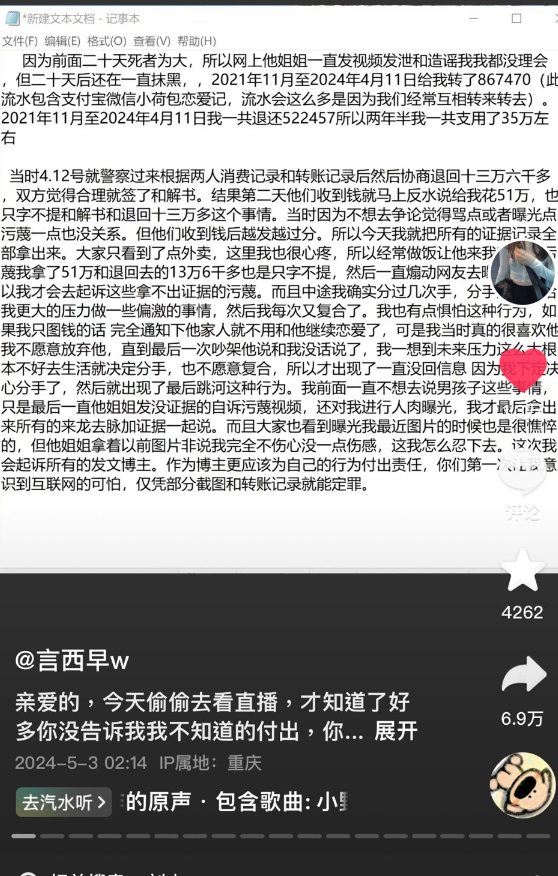 *新建文本文档 - 记事本
文件(F) 编辑(E) 格式(O) 查看(V) 帮助(H)
因为前面二十天死者为大，所以网上他姐姐一直发视频发泄和造谣我我都没理会
，但二十天后还在一直抹黑，，2021年11月至2024年4月11日给我转了867470（此
流水包含支付宝微信小荷包恋爱记，流水会这么多是因为我们经常互相转来转去）。
2021年11月至2024年4月11日我一共退还522457所以两年半我一共支用了35万左
右
当时4.12号就警察过来根据两人消费记录和转账记录后然后协商退回十三万六千多
，双方觉得合理就签了和解书。结果第二天他们收到钱就马上反水说给我花51万，也
只字不提和解书和退回十三万多这个事情。当时因为不想去争论觉得骂点或者曝光点
污蔑一点也没关系。但他们收到钱后越发越过分。所以今天我就把所有的证据记录全
部拿出来。大家只看到了点外卖，这里我也很心疼，所以经常做饭让他来我
蔑我拿了51万和退回去的13万6千多也是只字不提，然后一直煽动网友去
以我才会去起诉这些拿不出证据的污蔑。而且中途我确实分过几次手，分手
我更大的压力做一些偏激的事情，然后我每次又复合了。我也有点惧怕这种行为，如
果我只图钱的话 完全通知下他家人就不用和他继续恋爱了，可是我当时真的很喜欢他
我不愿意放弃他，直到最后一次吵架他说和我没话说了，我一想到未来压力这么大根
本不好去生活就决定分手，也不愿意复合，所以才出现了一直没回信息 因为我下定决
心分手了，然后就出现了最后跳河这种行为。我前面一直不想去说男孩子这些事情，
只是最后一直他姐姐发没证据的自诉污蔑视频，还对我进行人肉曝光，我才最后拿出
来所有的来龙去脉加证据一起说。而且大家也看到曝光我最近图片的时候也是很憔悴
的，但他姐姐拿着以前图片非说我完全不伤心没一点伤感，这我怎么忍下去。这次我
会起诉所有的发文博主。作为博主更应该为自己的行为付出责任，你们第一次让我意
识到互联网的可怕，仅凭部分截图和转账记录就能定罪。
评论
4262
@言西早w
亲爱的，今天偷偷去看直播，才知道了好
多你没告诉我我不知道的付出，你... 展开
6.9万
2024-5-3 02:14 IP属地：重庆
去汽水听 > 的原声 · 包含歌曲: 小